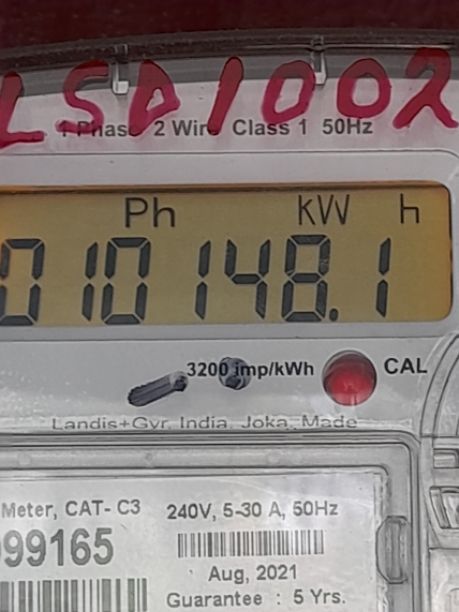 LSD1002
1 Phase 2 Wire Class 1 50Hz
Ph kW h
010148.1
3200 imp/kWh CAL
Landis+Gyr, India, Joka, Made
Meter, CAT- C3
240V, 5-30 A, 50Hz
99165
Aug, 2021
Guarantee : 5 Yrs.